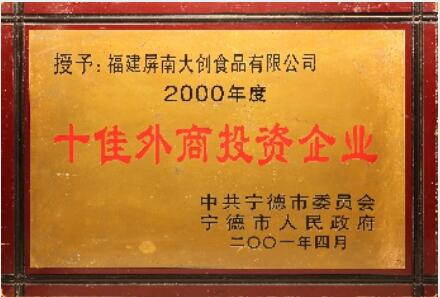 授予：福建屏南大创食品有限公司
2000年度
十佳外商投资企业
中共宁德市委员会
宁德市人民政府
二〇〇一年四月